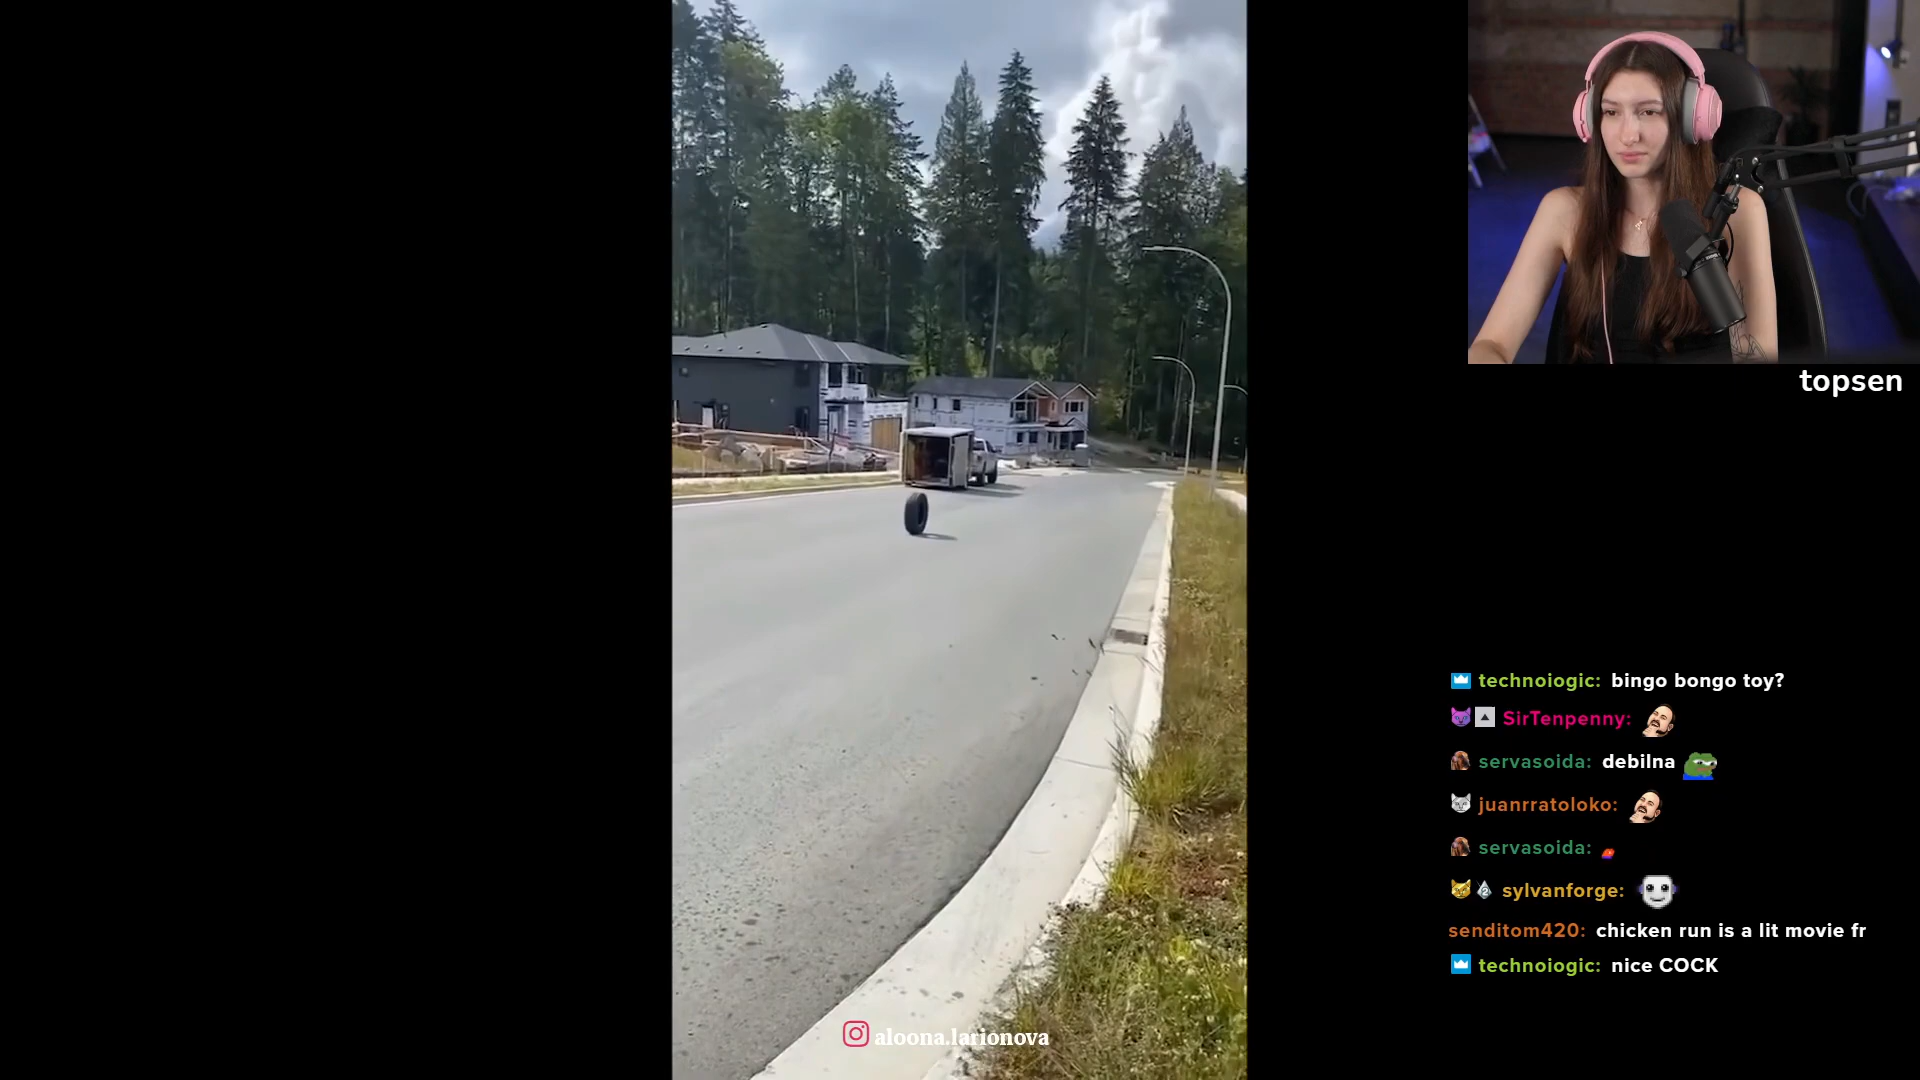 topsen
technoiogic: bingo bongo toy?
SirTenpenny:
servasoida: debilna
juanrratoloko:
servasoida:
sylvanforge:
senditom420: chicken run is a lit movie fr
technoiogic: nice COCK
aloona.larionova